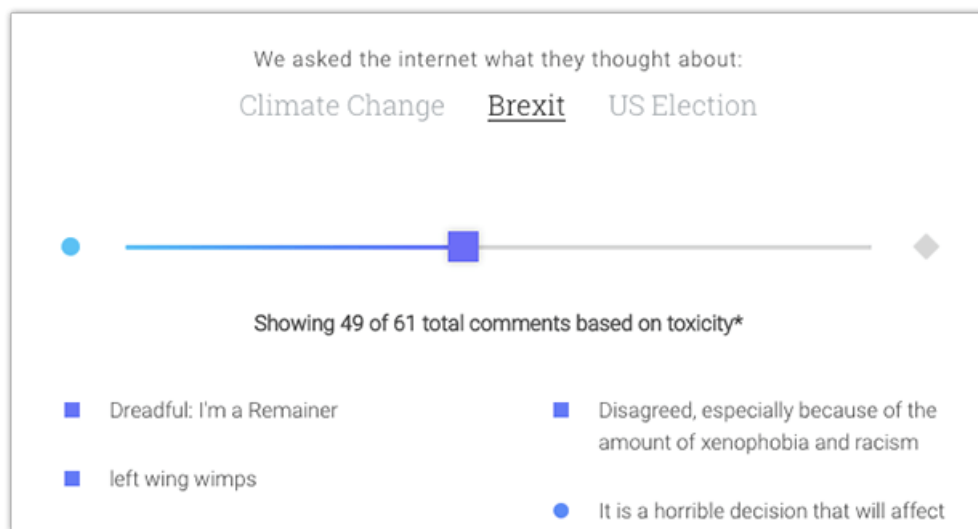 We asked the internet what they thought about:
Climate Change Brexit US Election
Showing 49 of 61 total comments based on toxicity*
Dreadful: I'm a Remainer
left wing wimps
Disagreed, especially because of the
amount of xenophobia and racism
It is a horrible decision that will affect